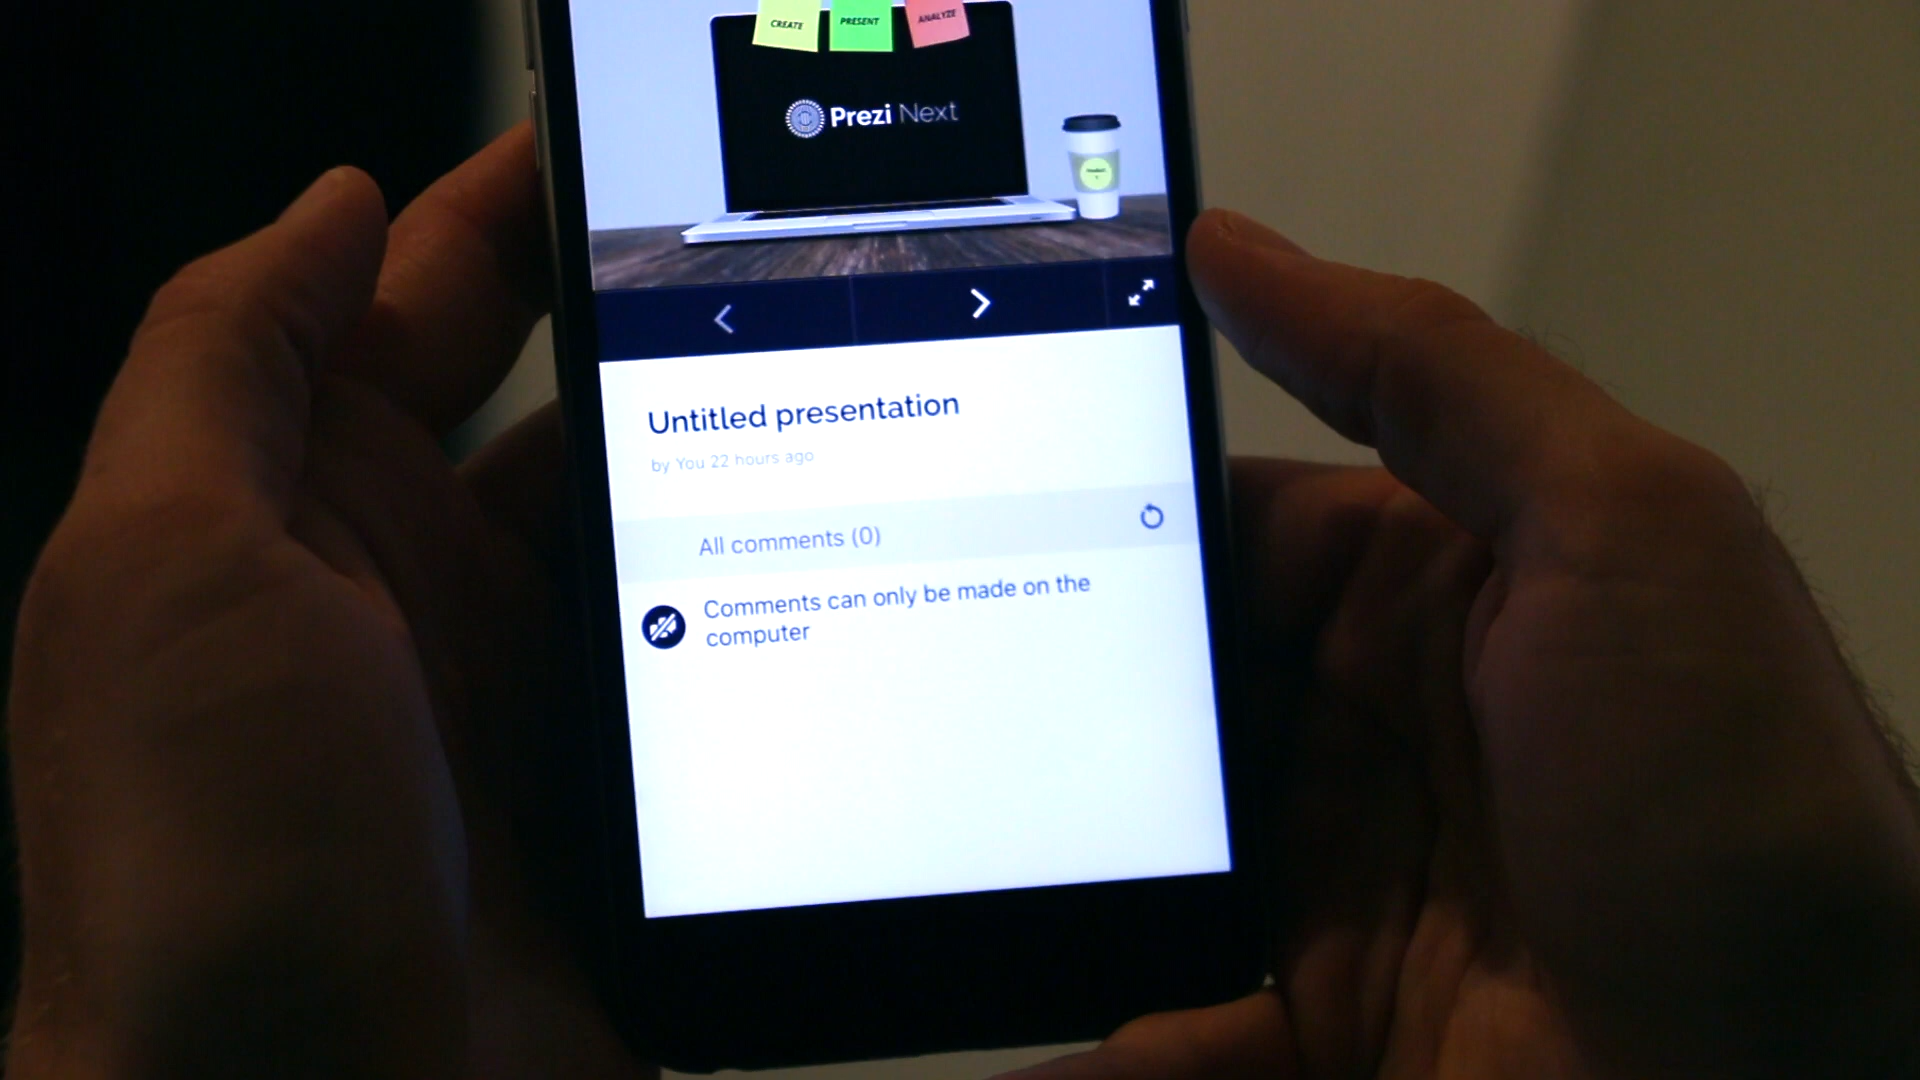 CREATE
PRESENT
ANALYZE
Prezi Next
Untitled presentation
by You 22 hours ago
All comments (0)
Comments can only be made on the
computer